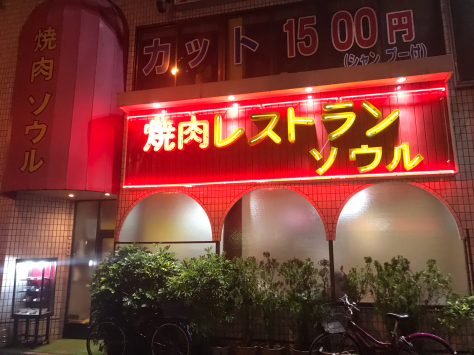 焼肉ソウル
カット 1500円
(シャンプー付)
焼肉レストラン
ソウル